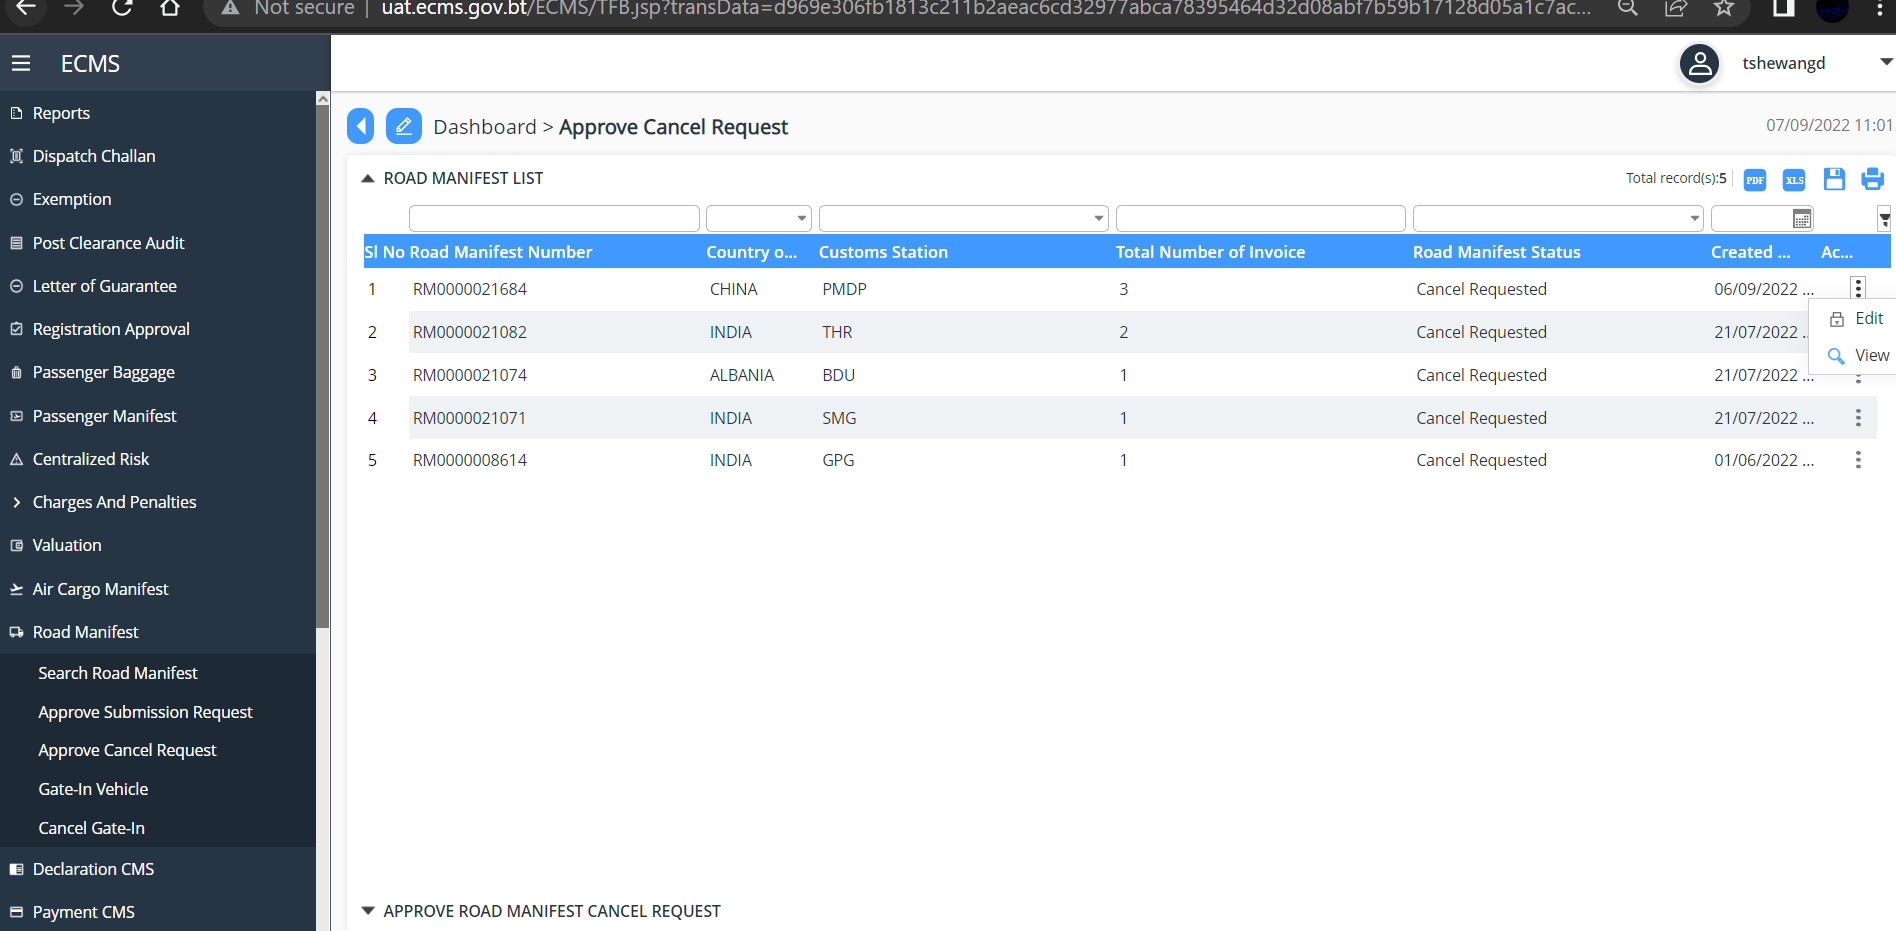 Not secure | uat.ecms.gov.bt/ECMS/TFB.jsp?transData=d969e306fb1813c211b2aeac6cd32977abca78395464d32d08abf7b59b17128d05a1c7ac...
ECMS
tshewangd
Reports
Dispatch Challan
Exemption
Post Clearance Audit
Letter of Guarantee
Registration Approval
Passenger Baggage
Passenger Manifest
Centralized Risk
Charges And Penalties
Valuation
Air Cargo Manifest
Road Manifest
Search Road Manifest
Approve Submission Request
Approve Cancel Request
Gate-In Vehicle
Cancel Gate-In
Declaration CMS
Payment CMS
Dashboard > Approve Cancel Request
07/09/2022 11:01
ROAD MANIFEST LIST
Total record(s):5
PDF
XLS
Sl No Road Manifest Number Country o... Customs Station Total Number of Invoice Road Manifest Status Created ... Ac...
1 RM0000021684 CHINA PMDP 3 Cancel Requested 06/09/2022 ...
2 RM0000021082 INDIA THR 2 Cancel Requested 21/07/2022 ..
3 RM0000021074 ALBANIA BDU 1 Cancel Requested 21/07/2022 ...
4 RM0000021071 INDIA SMG 1 Cancel Requested 21/07/2022 ...
5 RM0000008614 INDIA GPG 1 Cancel Requested 01/06/2022 ...
Edit
View
APPROVE ROAD MANIFEST CANCEL REQUEST